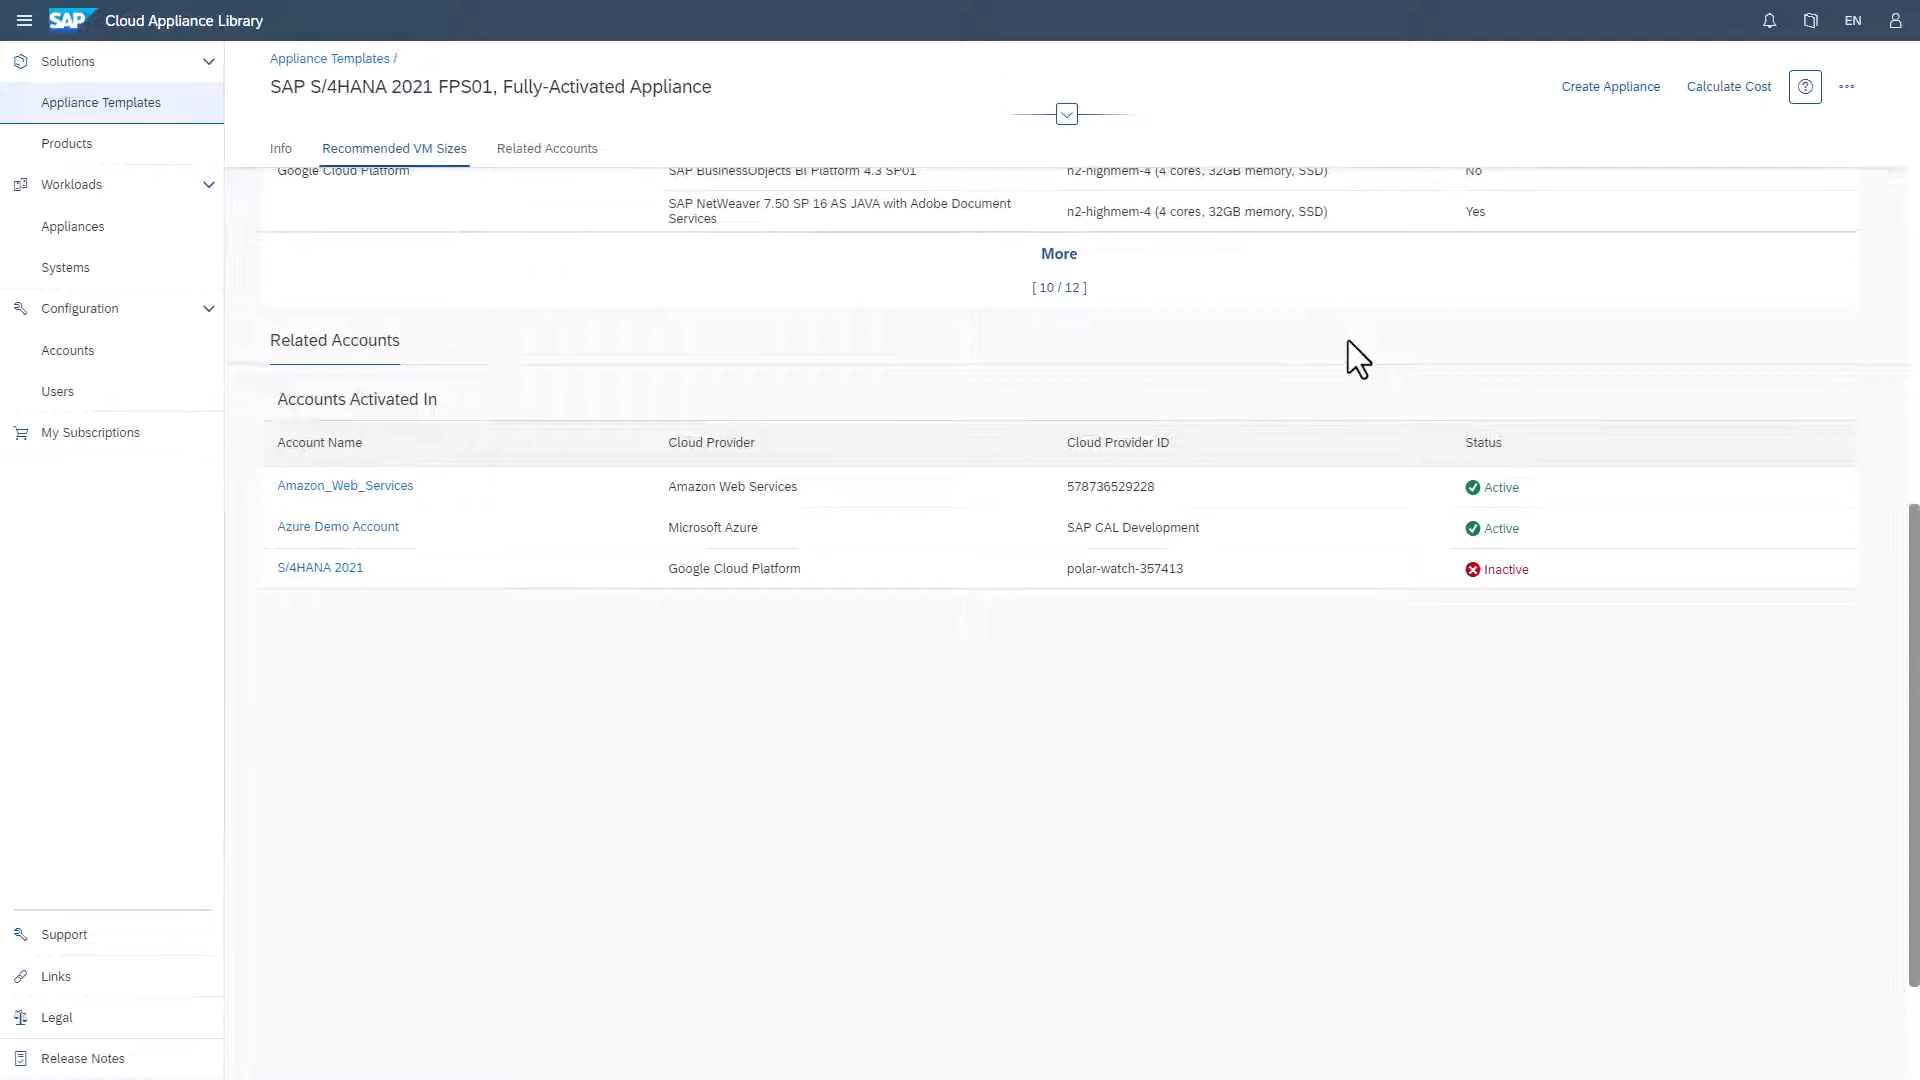 SAP Cloud Appliance Library
EN
Solutions
Appliance Templates
Products
Workloads
Appliances
Systems
Configuration
Accounts
Users
My Subscriptions
Support
Links
Legal
Release Notes
Appliance Templates /
SAP S/4HANA 2021 FPS01, Fully-Activated Appliance
Create Appliance
Calculate Cost
Info
Recommended VM Sizes
Related Accounts
Google Cloud Platform
SAP BusinessObjects BI Platform 4.3 SP01
n2-highmem-4 (4 cores, 32GB memory, SSD)
No
SAP NetWeaver 7.50 SP 16 AS JAVA with Adobe Document
Services
n2-highmem-4 (4 cores, 32GB memory, SSD)
Yes
More
[ 10 / 12 ]
Related Accounts
Accounts Activated In
Account Name
Cloud Provider
Cloud Provider ID
Status
Amazon_Web_Services
Amazon Web Services
578736529228
Active
Azure Demo Account
Microsoft Azure
SAP CAL Development
Active
S/4HANA 2021
Google Cloud Platform
polar-watch-357413
Inactive